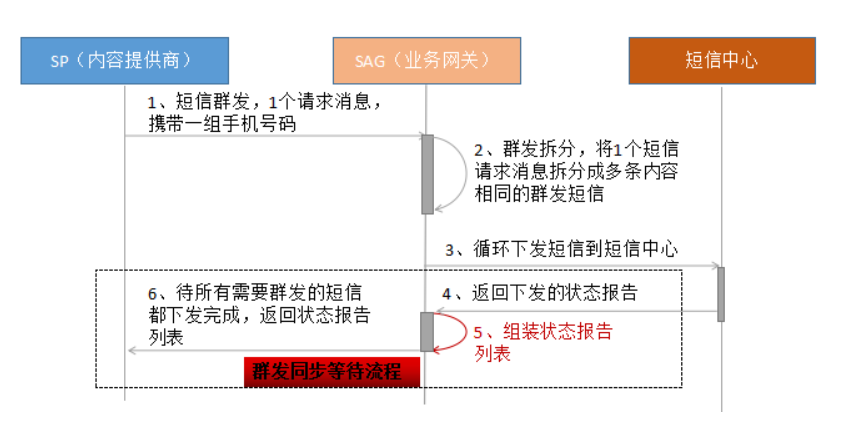 SP（内容提供商）
SAG（业务网关）
短信中心
1、短信群发，1个请求消息，
携带一组手机号码
2、群发拆分，将1个短信
请求消息拆分成多条内容
相同的群发短信
3、循环下发短信到短信中心
4、返回下发的状态报告
5、组装状态报告
列表
6、待所有需要群发的短信
都下发完成，返回状态报告
列表
群发同步等待流程